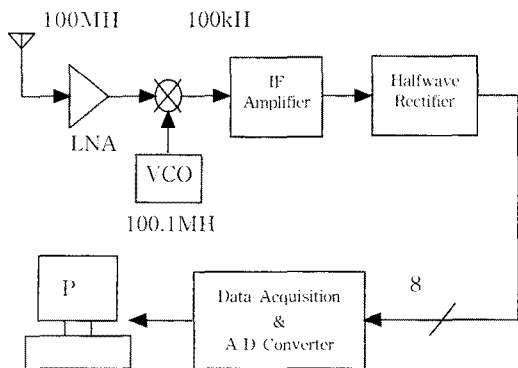 100MH
100kH
LNA
VCO
100.1MH
IF
Amplifier
Halfwave
Rectifier
8
Data Acquisition
&
A D Converter
P